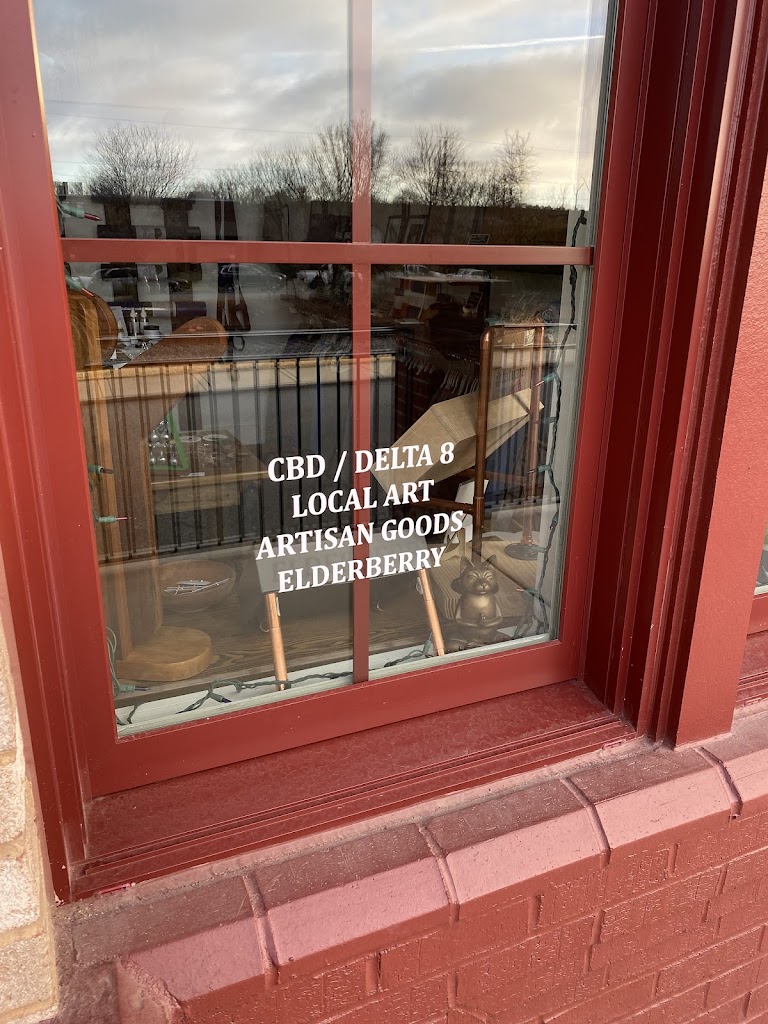 CBD / DELTA 8
LOCAL ART
ARTISAN GOODS
ELDERBERRY